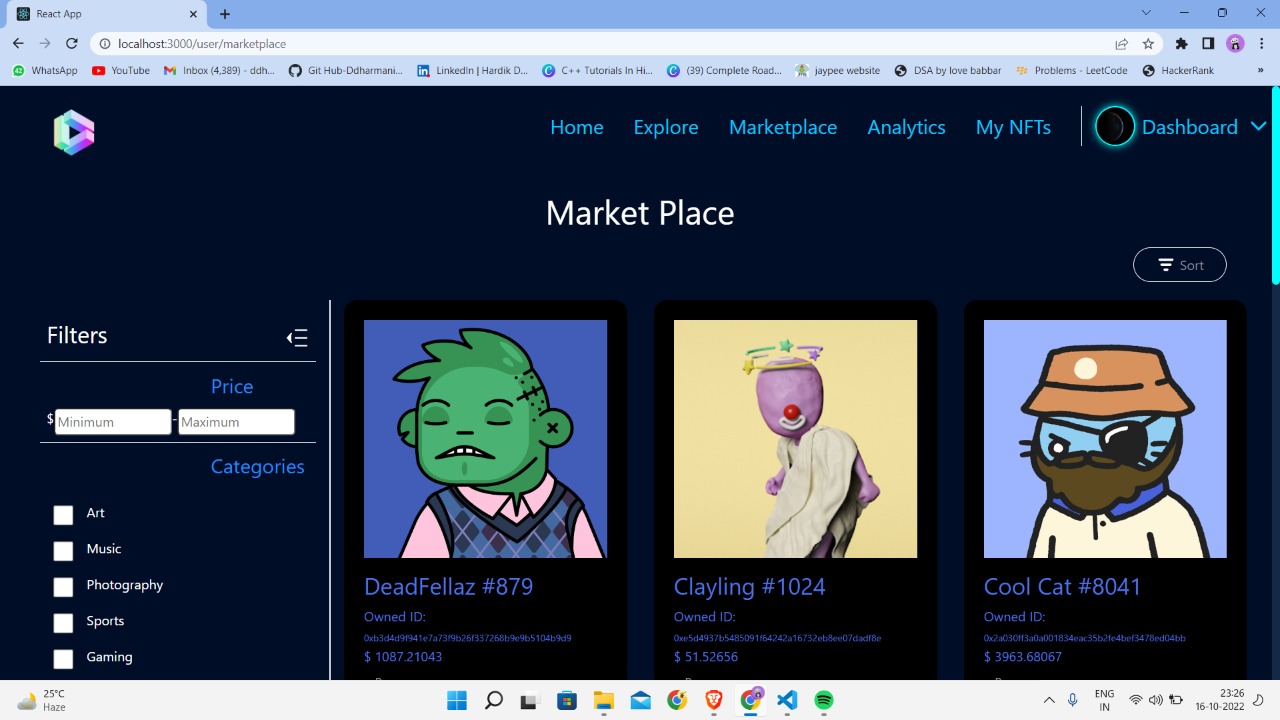 React App
localhost:3000/user/marketplace
42 WhatsApp YouTube Inbox (4,389) - ddh... Git Hub-Ddharmani... LinkedIn | Hardik D... C++ Tutorials In Hi... (39) Complete Road... jaypee website DSA by love babbar Problems - LeetCode HackerRank »
Home Explore Marketplace Analytics My NFTs Dashboard
Market Place
Sort
Filters
Price
$ Minimum - Maximum
Categories
Art
Music
Photography
Sports
Gaming
DeadFellaz #879
Owned ID:
0xb3d4d9f941e7a73f9b26f337268b9e9b5104b9d9
$ 1087.21043
Clayling #1024
Owned ID:
0xe5d4937b5485091f64242a16732eb8ee07dadf8e
$ 51.52656
Cool Cat #8041
Owned ID:
0x2a030ff3a0a001834eac35b2fe4bef3478ed04bb
$ 3963.68067
25°C
Haze
ENG
IN
23:26
16-10-2022